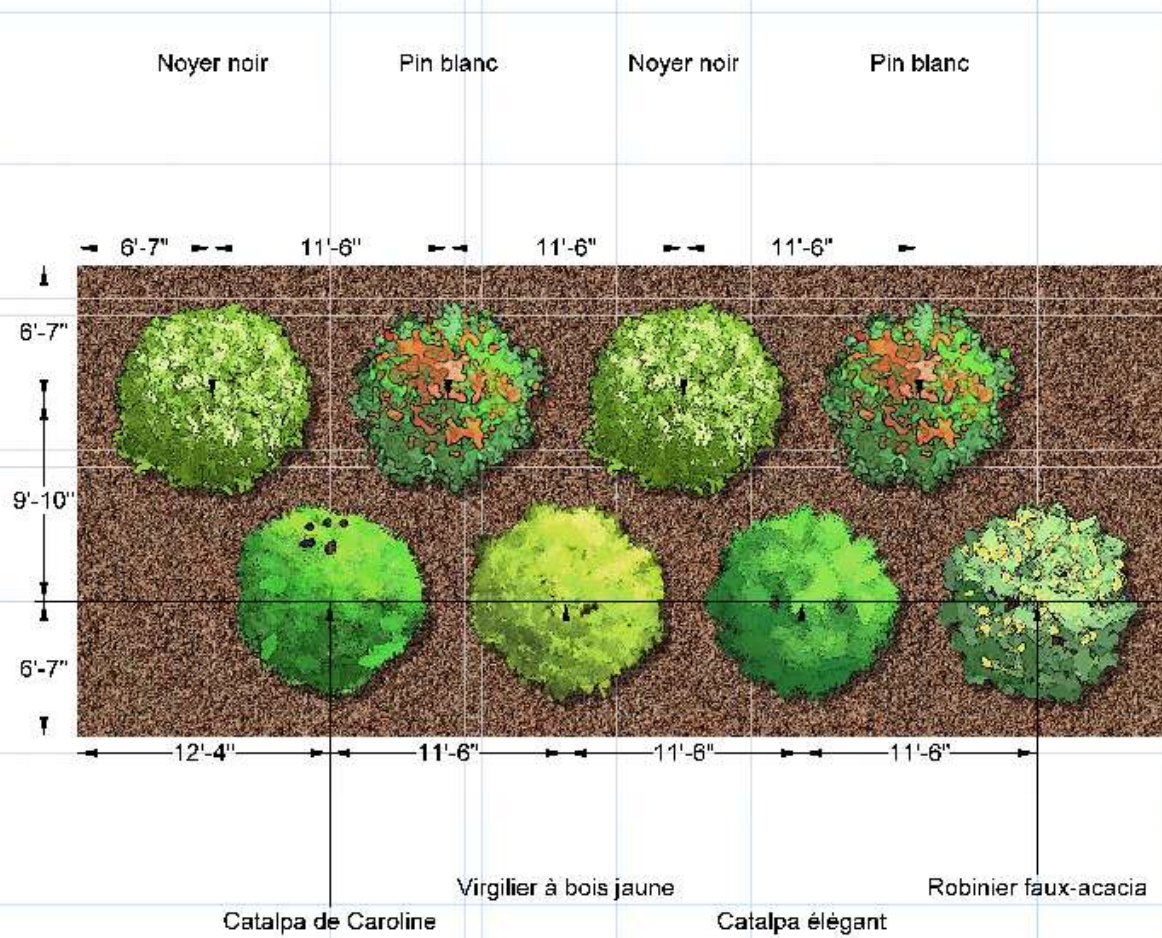 Noyer noir
Pin blanc
Noyer noir
Pin blanc
6'-7"
11'-6"
11'-6"
11'-6"
6'-7"
9'-10"
6'-7"
12'-4"
11'-6"
11'-6"
11'-6"
Virgilier à bois jaune
Robinier faux-acacia
Catalpa de Caroline
Catalpa élégant